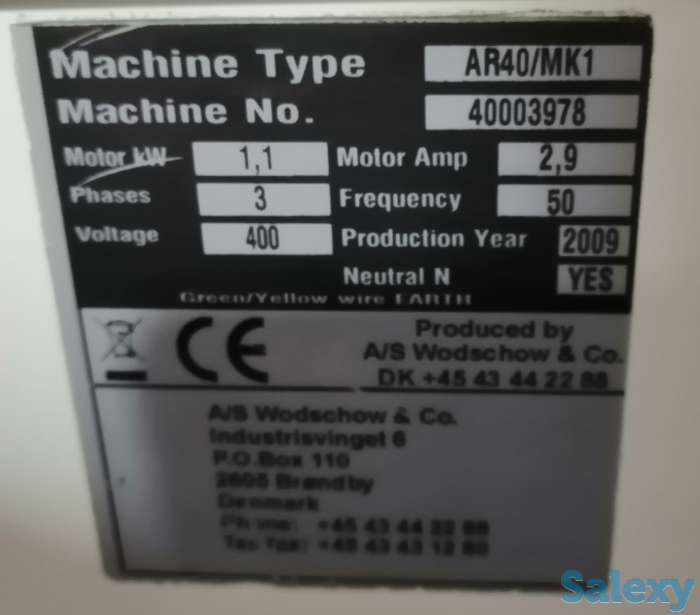 Machine Type AR40/MK1
Machine No. 40003978
Motor kW 1,1 Motor Amp 2,9
Phases 3 Frequency 50
Voltage 400 Production Year 2009
Neutral N YES
Green/Yellow wire EARTH
CE
Produced by
A/S Wodschow & Co.
DK +45 43 44 22 88
A/S Wodschow & Co.
Industrisvinget 6
P.O.Box 110
2605 Brøndby
Denmark
+45 43 44 22 88
+45 43 43 12 80
Salexy